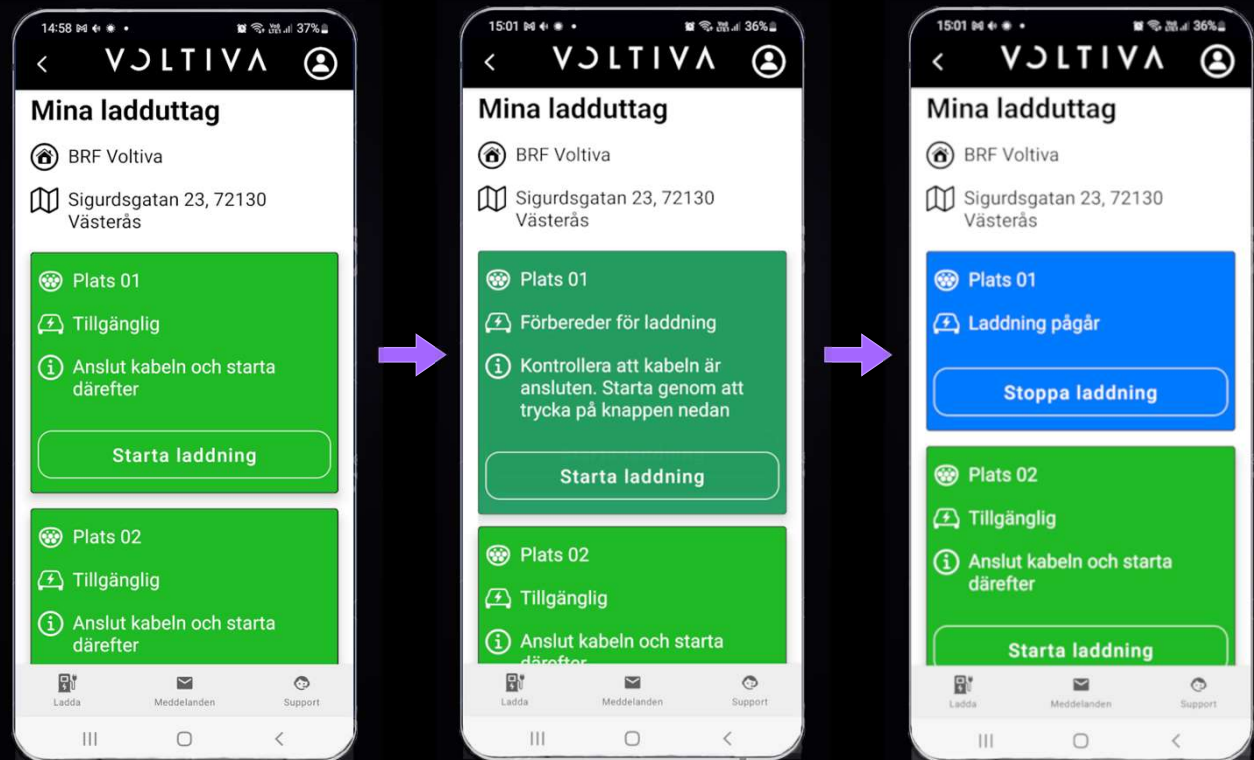 14:58 37%
VOLTIVA
Mina ladduttag
BRF Voltiva
Sigurdsgatan 23, 72130
Västerås
Plats 01
Tillgänglig
Anslut kabeln och starta
därefter
Starta laddning
Plats 02
Tillgänglig
Anslut kabeln och starta
därefter
Ladda Meddelanden Support
15:01 36%
VOLTIVA
Mina ladduttag
BRF Voltiva
Sigurdsgatan 23, 72130
Västerås
Plats 01
Förbereder för laddning
Kontrollera att kabeln är
ansluten. Starta genom att
trycka på knappen nedan
Starta laddning
Plats 02
Tillgänglig
Anslut kabeln och starta
därefter
Ladda Meddelanden Support
15:01 36%
VOLTIVA
Mina ladduttag
BRF Voltiva
Sigurdsgatan 23, 72130
Västerås
Plats 01
Laddning pågår
Stoppa laddning
Plats 02
Tillgänglig
Anslut kabeln och starta
därefter
Starta laddning
Ladda Meddelanden Support